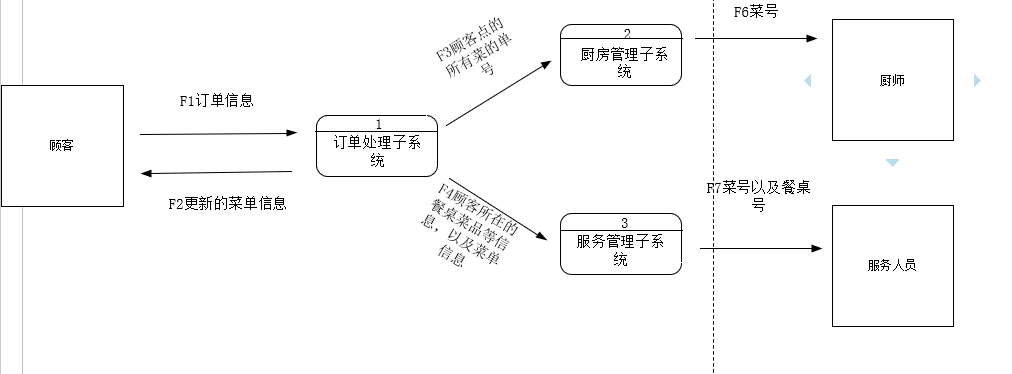 顾客
F1订单信息
F2更新的菜单信息
1
订单处理子系
统
F3顾客点的
所有菜的单
号
F4顾客所在的
餐桌菜品等信
息，以及菜单
信息
2
厨房管理子系
统
3
服务管理子系
统
F6菜号
厨师
F7菜号以及餐桌
号
服务人员